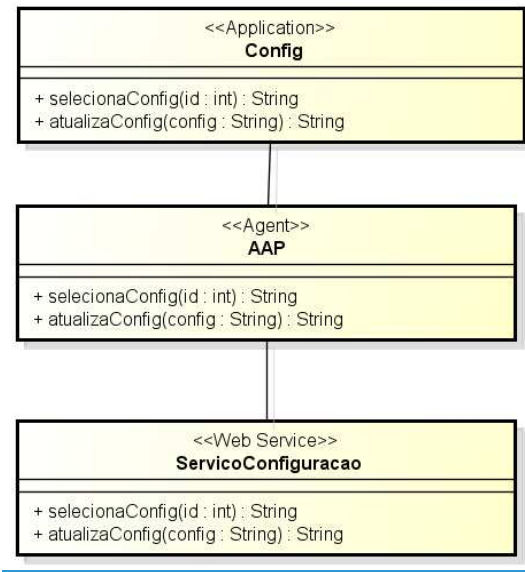 <<Application>>
Config
+ selecionaConfig(id : int) : String
+ atualizaConfig(config : String) : String
<<Agent>>
AAP
+ selecionaConfig(id : int) : String
+ atualizaConfig(config : String) : String
<<Web Service>>
ServicoConfiguracao
+ selecionaConfig(id : int) : String
+ atualizaConfig(config : String) : String